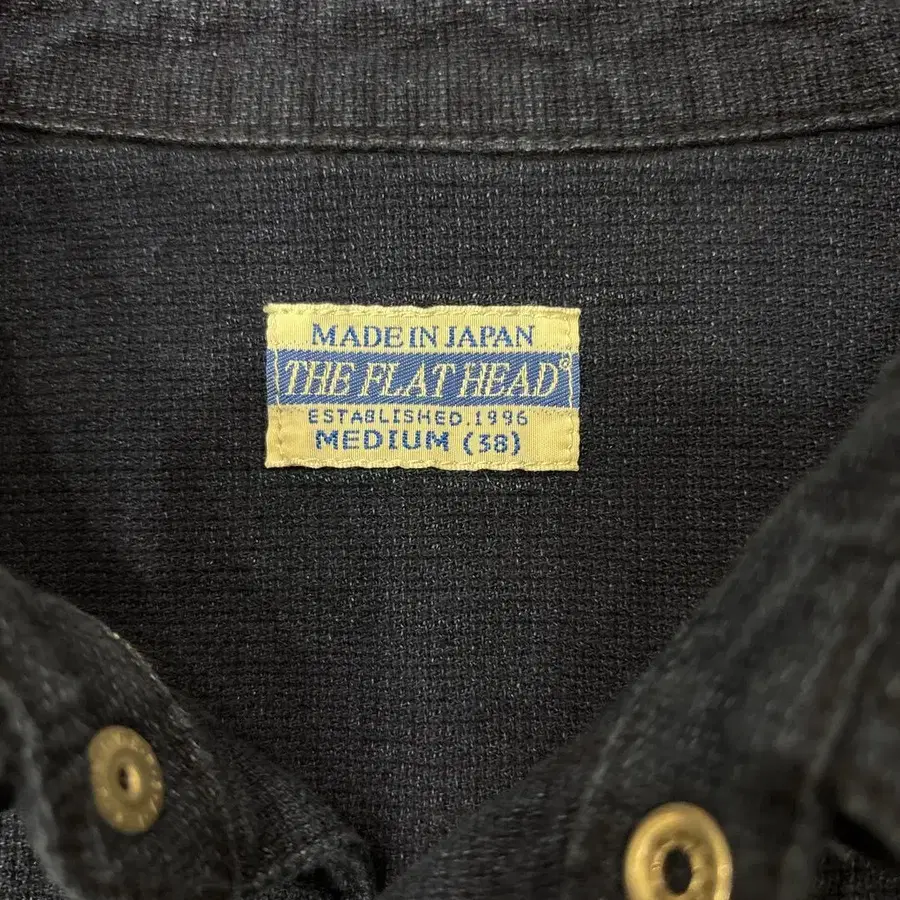 MADE IN JAPAN
THE FLAT HEAD®
ESTABLISHED.1996
MEDIUM (38)